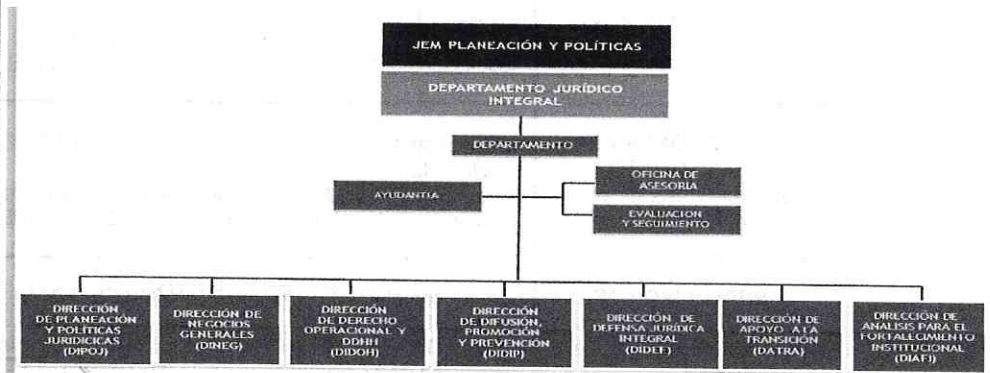 JEM PLANEACIÓN Y POLÍTICAS
DEPARTAMENTO JURÍDICO
INTEGRAL
DEPARTAMENTO
AYUDANTIA
OFICINA DE
ASESORIA
EVALUACION
Y SEGUIMIENTO
DIRECCIÓN
DE PLANEACIÓN
Y POLÍTICAS
JURIDICICAS
(DIPOJ)
DIRECCIÓN DE
NEGOCIOS
GENERALES
(DINEG)
DIRECCIÓN
DE DERECHO
OPERACIONAL Y
DDHH
(DIDOH)
DIRECCIÓN
DE DIFUSIÓN,
PROMOCIÓN
Y PREVENCIÓN
(DIDIP)
DIRECCIÓN DE
DEFENSA JURÍDICA
INTEGRAL
(DIDEF)
DIRECCIÓN DE
APOYO A LA
TRANSICIÓN
(DATRA)
DIRECCIÓN DE
ANALISIS PARA EL
FORTALECIMIENTO
INSTITUCIONAL
(DIAFI)